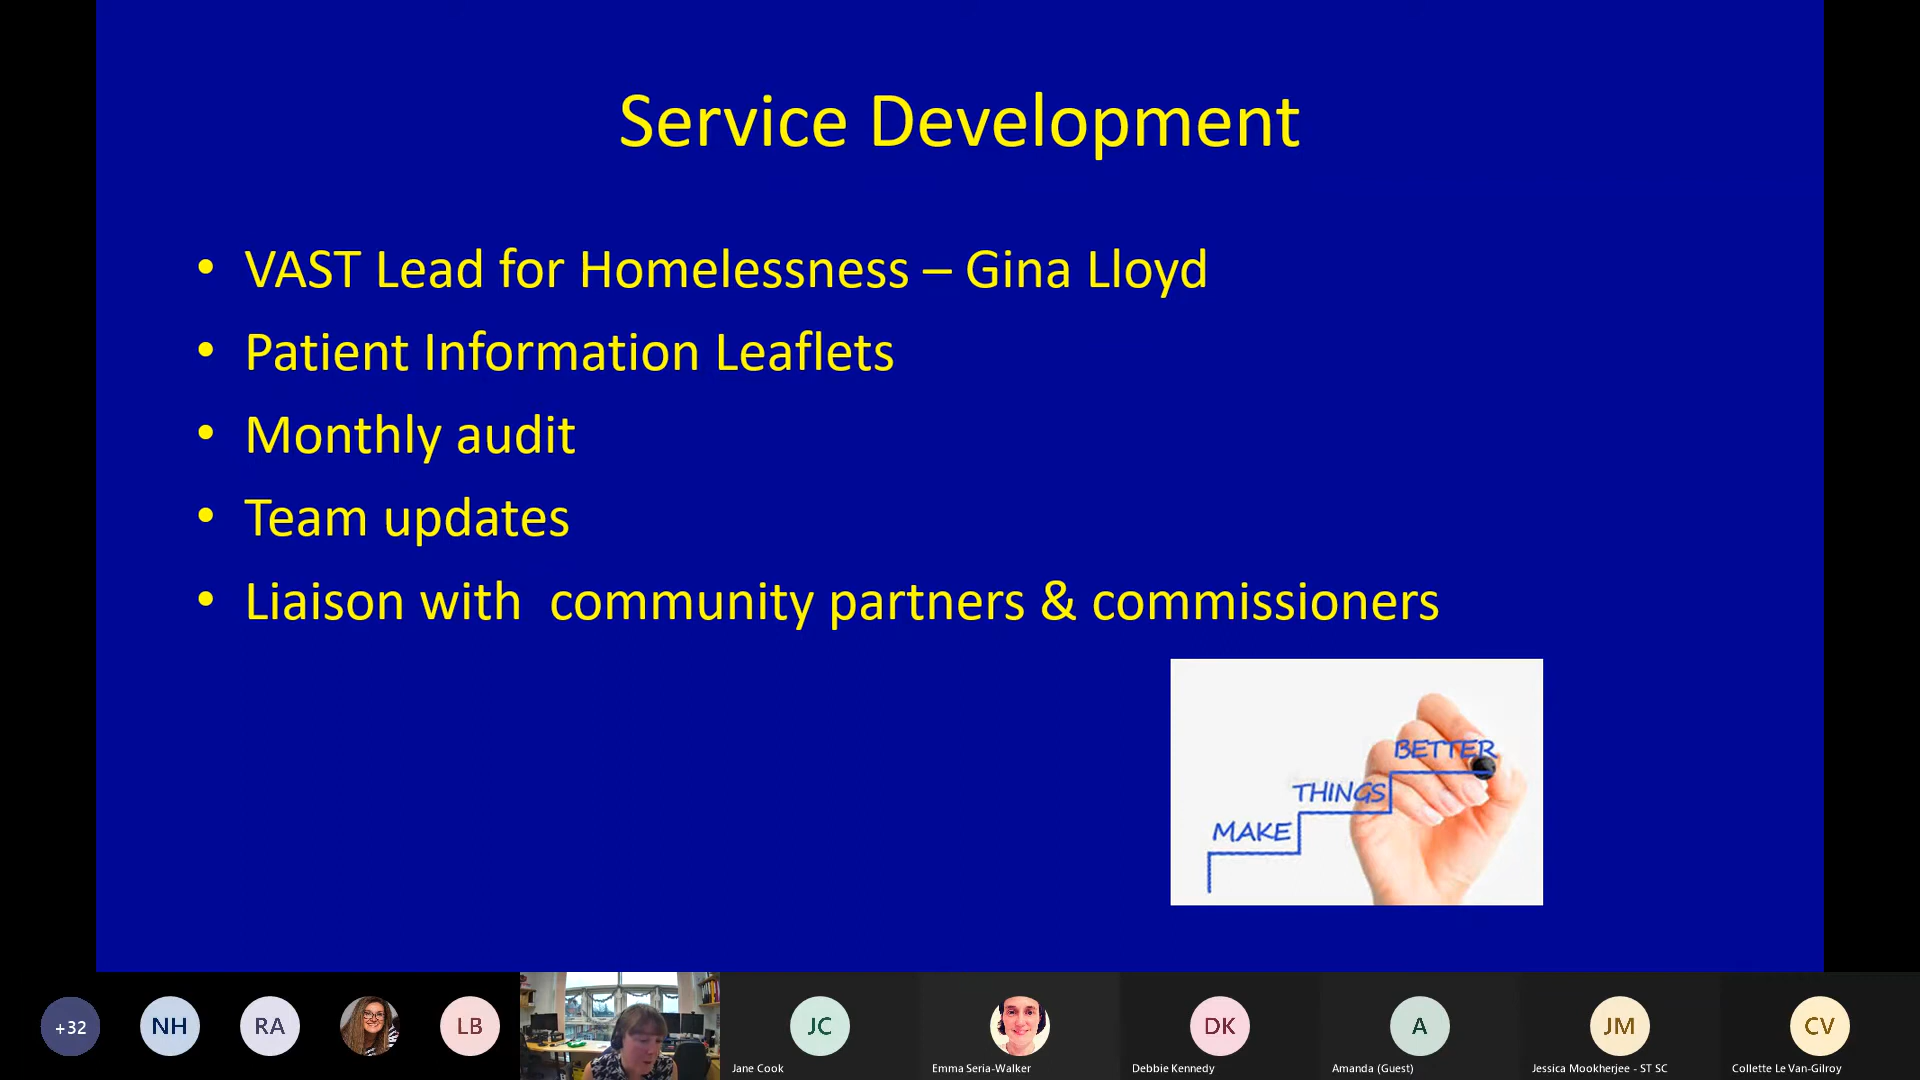 Service Development
• VAST Lead for Homelessness – Gina Lloyd
• Patient Information Leaflets
• Monthly audit
• Team updates
• Liaison with  community partners & commissioners
BETTER
THINGS
MAKE
+32
NH
RA
LB
JC
DK
A
JM
CV
Jane Cook
Emma Seria-Walker
Debbie Kennedy
Amanda (Guest)
Jessica Mookherjee - ST SC
Collette Le Van-Gilroy